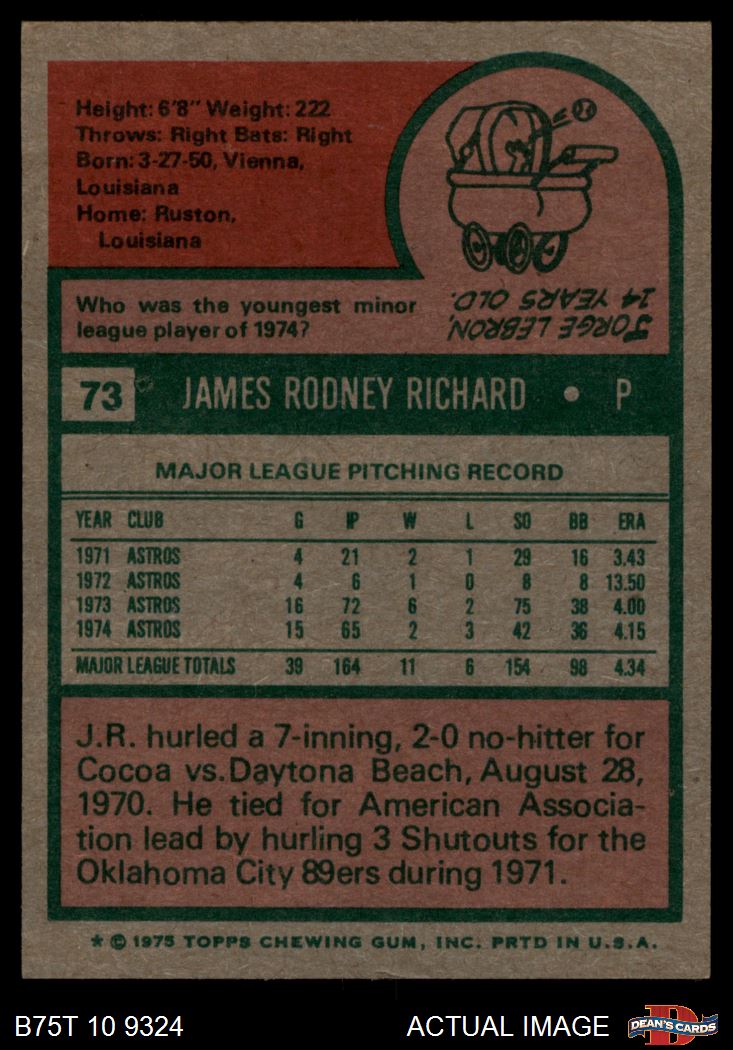 Height: 6'8" Weight: 222
Throws: Right Bats: Right
Born: 3-27-50, Vienna,
Louisiana
Home: Ruston,
Louisiana
Who was the youngest minor
league player of 1974?
JORGE LEBRON,
14 YEARS OLD.
73 JAMES RODNEY RICHARD • P
MAJOR LEAGUE PITCHING RECORD
YEAR CLUB G IP W L SO BB ERA
1971 ASTROS 4 21 2 1 29 16 3.43
1972 ASTROS 4 6 1 0 8 8 13.50
1973 ASTROS 16 72 6 2 75 38 4.00
1974 ASTROS 15 65 2 3 42 36 4.15
MAJOR LEAGUE TOTALS 39 164 11 6 154 98 4.34
J.R. hurled a 7-inning, 2-0 no-hitter for
Cocoa vs. Daytona Beach, August 28,
1970. He tied for American Associa-
tion lead by hurling 3 Shutouts for the
Oklahoma City 89ers during 1971.
* © 1975 TOPPS CHEWING GUM, INC. PRTD IN U.S.A.
B75T 10 9324 ACTUAL IMAGE D DEAN'S CARDS